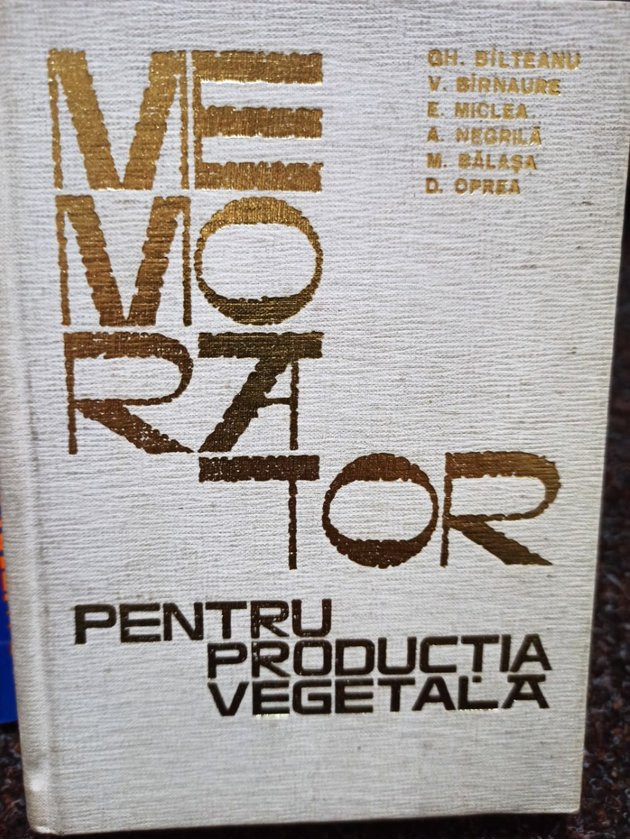 GH. BÎLTEANU
V. BÎRNAURE
E. MICLEA
A. NEGRILĂ
M. BĂLAȘA
D. OPREA
MEMORATOR
PENTRU
PRODUCȚIA
VEGETALĂ